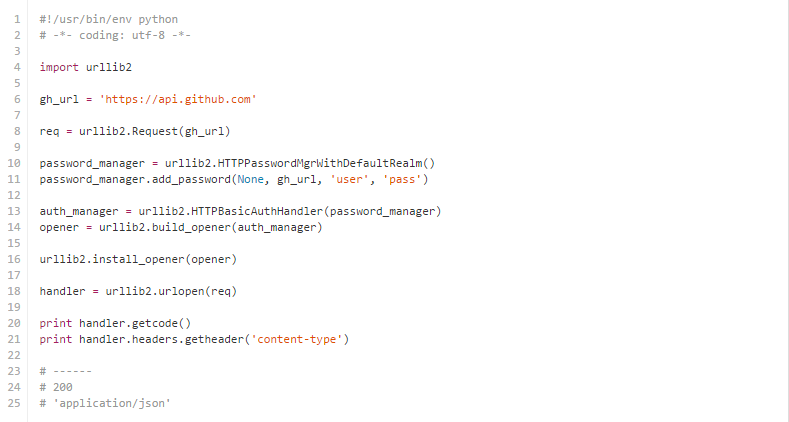 1 #!/usr/bin/env python
2 # -*- coding: utf-8 -*-
3
4 import urllib2
5
6 gh_url = 'https://api.github.com'
7
8 req = urllib2.Request(gh_url)
9
10 password_manager = urllib2.HTTPPasswordMgrWithDefaultRealm()
11 password_manager.add_password(None, gh_url, 'user', 'pass')
12
13 auth_manager = urllib2.HTTPBasicAuthHandler(password_manager)
14 opener = urllib2.build_opener(auth_manager)
15
16 urllib2.install_opener(opener)
17
18 handler = urllib2.urlopen(req)
19
20 print handler.getcode()
21 print handler.headers.getheader('content-type')
22
23 # ------
24 # 200
25 # 'application/json'